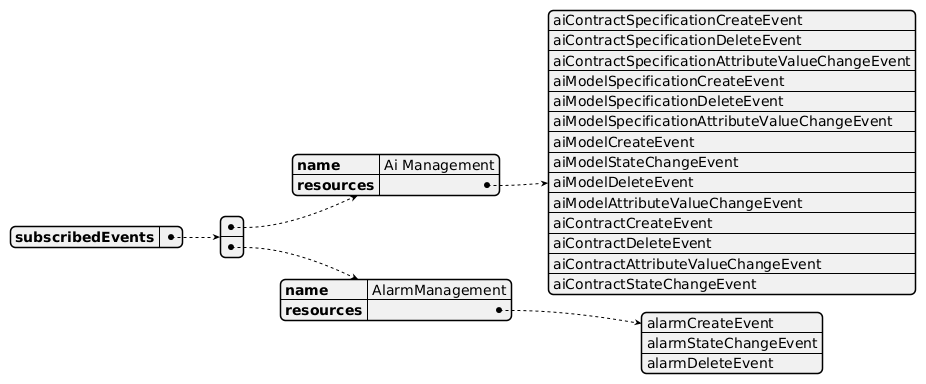 subscribedEvents
name Ai Management
resources
aiContractSpecificationCreateEvent
aiContractSpecificationDeleteEvent
aiContractSpecificationAttributeValueChangeEvent
aiModelSpecificationCreateEvent
aiModelSpecificationDeleteEvent
aiModelSpecificationAttributeValueChangeEvent
aiModelCreateEvent
aiModelStateChangeEvent
aiModelDeleteEvent
aiModelAttributeValueChangeEvent
aiContractCreateEvent
aiContractDeleteEvent
aiContractAttributeValueChangeEvent
aiContractStateChangeEvent
name AlarmManagement
resources
alarmCreateEvent
alarmStateChangeEvent
alarmDeleteEvent